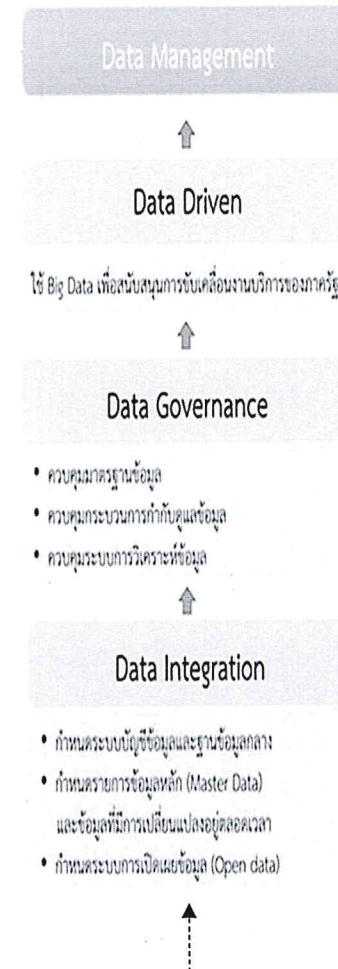 Data Management
Data Driven
ใช้ Big Data เพื่อสนับสนุนการขับเคลื่อนงานบริการของภาครัฐ
Data Governance
• ควบคุมมาตรฐานข้อมูล
• ควบคุมกระบวนการกำกับดูแลข้อมูล
• ควบคุมระบบการวิเคราะห์ข้อมูล
Data Integration
• กำหนดระบบบัญชีข้อมูลและฐานข้อมูลกลาง
• กำหนดรายการข้อมูลหลัก (Master Data)
และข้อมูลที่มีการเปลี่ยนแปลงอยู่ตลอดเวลา
• กำหนดระบบการเปิดเผยข้อมูล (Open data)